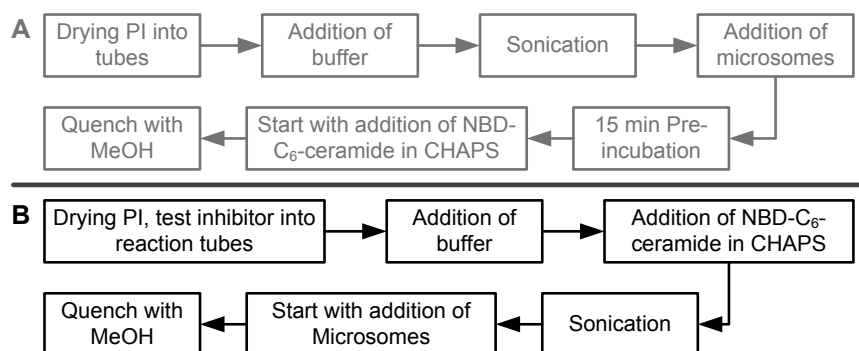 A
Drying PI into
tubes
Addition of
buffer
Sonication
Addition of
microsomes
Quench with
MeOH
Start with addition of NBD-
C₆-ceramide in CHAPS
15 min Pre-
incubation
B
Drying PI, test inhibitor into
reaction tubes
Addition of
buffer
Addition of NBD-C₆-
ceramide in CHAPS
Quench with
MeOH
Start with addition of
Microsomes
Sonication